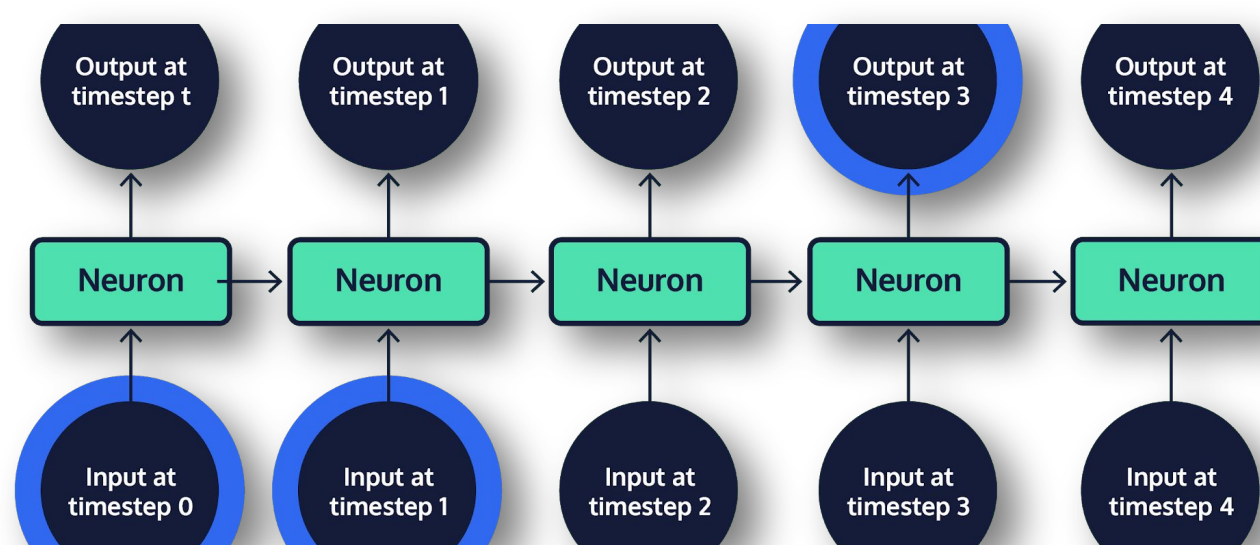 Output at
timestep t
Output at
timestep 1
Output at
timestep 2
Output at
timestep 3
Output at
timestep 4
Neuron
Neuron
Neuron
Neuron
Neuron
Input at
timestep 0
Input at
timestep 1
Input at
timestep 2
Input at
timestep 3
Input at
timestep 4